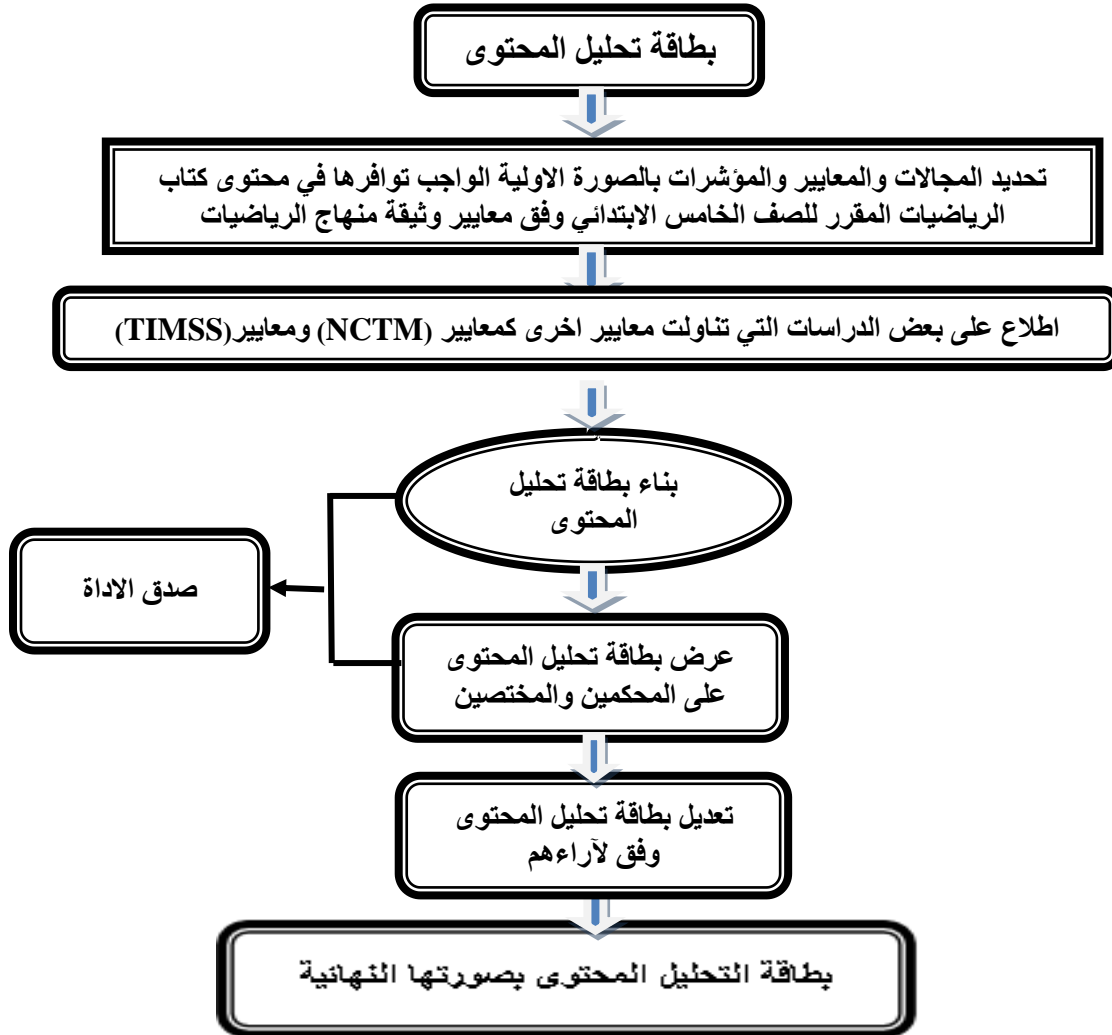 بطاقة تحليل المحتوى
تحديد المجالات والمعايير والمؤشرات بالصورة الاولية الواجب توافرها في محتوى كتاب
الرياضيات المقرر للصف الخامس الابتدائي وفق معايير وثيقة منهاج الرياضيات
اطلاع على بعض الدراسات التي تناولت معايير اخرى كمعايير (NCTM) ومعايير(TIMSS)
بناء بطاقة تحليل
المحتوى
صدق الاداة
عرض بطاقة تحليل المحتوى
على المحكمين والمختصين
تعديل بطاقة تحليل المحتوى
وفق لآراءهم
بطاقة التحليل المحتوى بصورتها النهائية